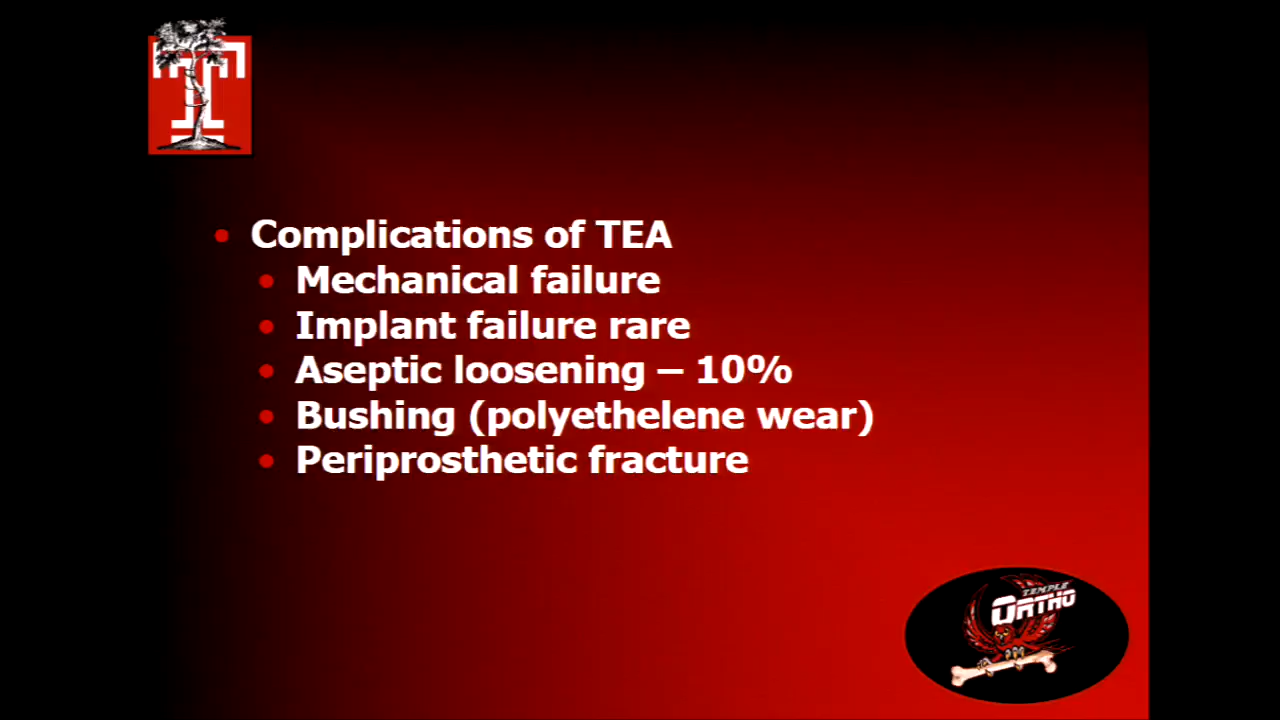 T
Complications of TEA
Mechanical failure
Implant failure rare
Aseptic loosening – 10%
Bushing (polyethelene wear)
Periprosthetic fracture
TEMPLE
ORTHO